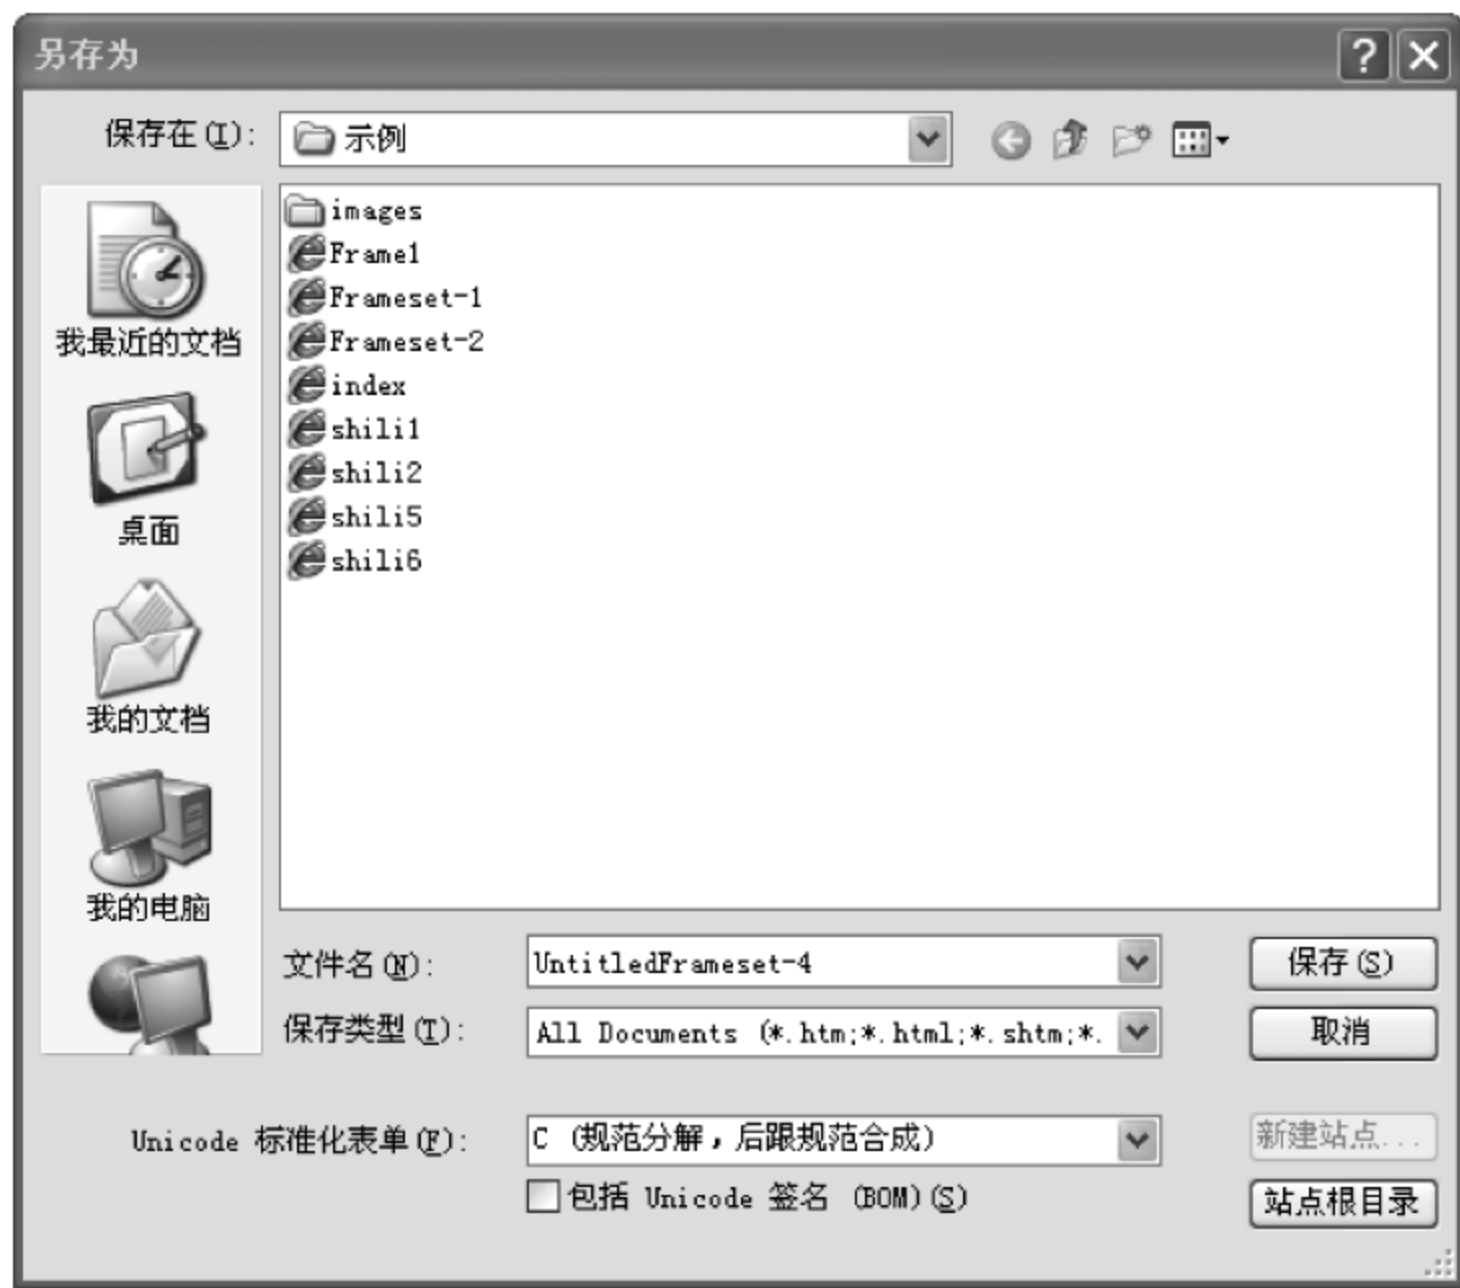 另存为
保存在(I):
示例
images
Frame1
Frameset-1
Frameset-2
index
shili1
shili2
shili5
shili6
我最近的文档
桌面
我的文档
我的电脑
文件名(N):
UntitledFrameset-4
保存(S)
保存类型(T):
All Documents (*.htm;*.html;*.shtm;*.
取消
Unicode 标准化表单(F):
C (规范分解，后跟规范合成)
新建站点...
包括 Unicode 签名 (BOM)(S)
站点根目录